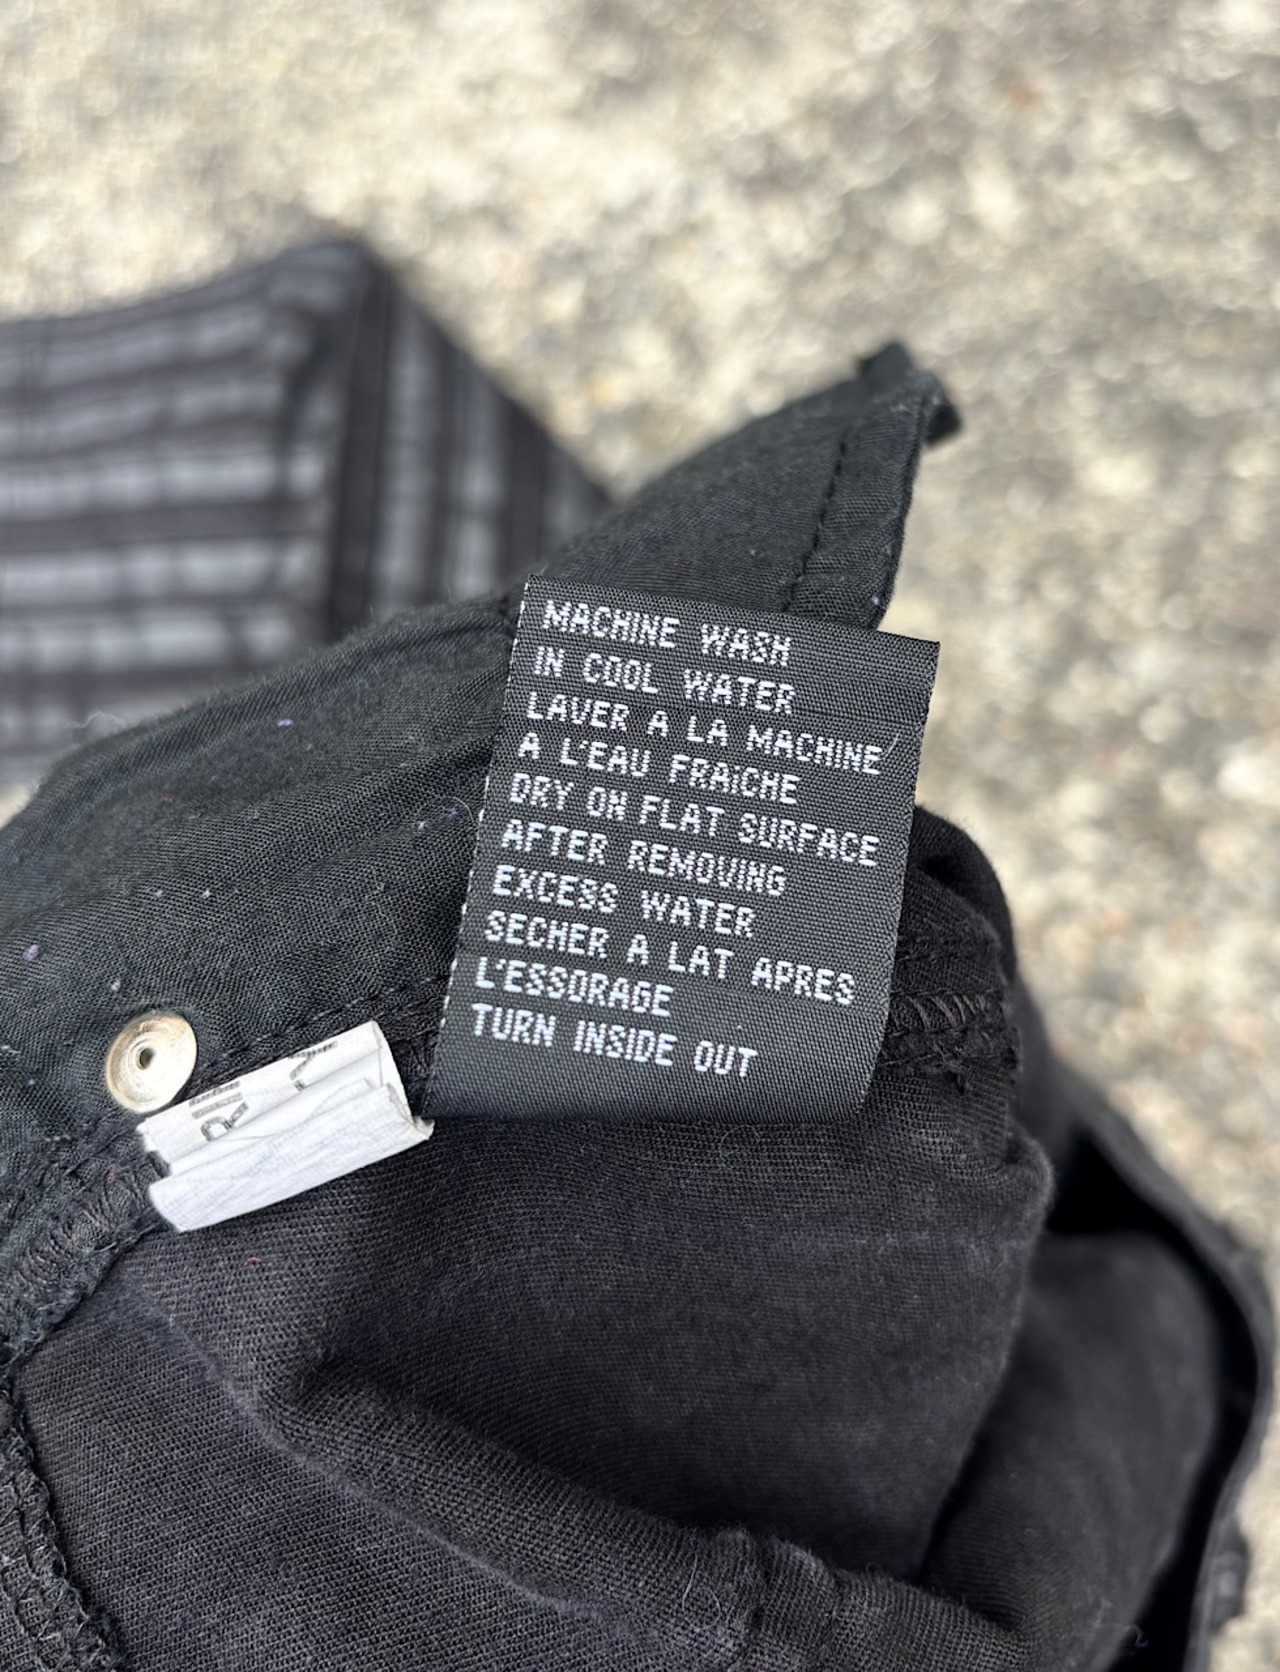 MACHINE WASH
IN COOL WATER
LAVER A LA MACHINE
A L'EAU FRAiCHE
DRY ON FLAT SURFACE
AFTER REMOVING
EXCESS WATER
SECHER A LAT APRES
L'ESSORAGE
TURN INSIDE OUT